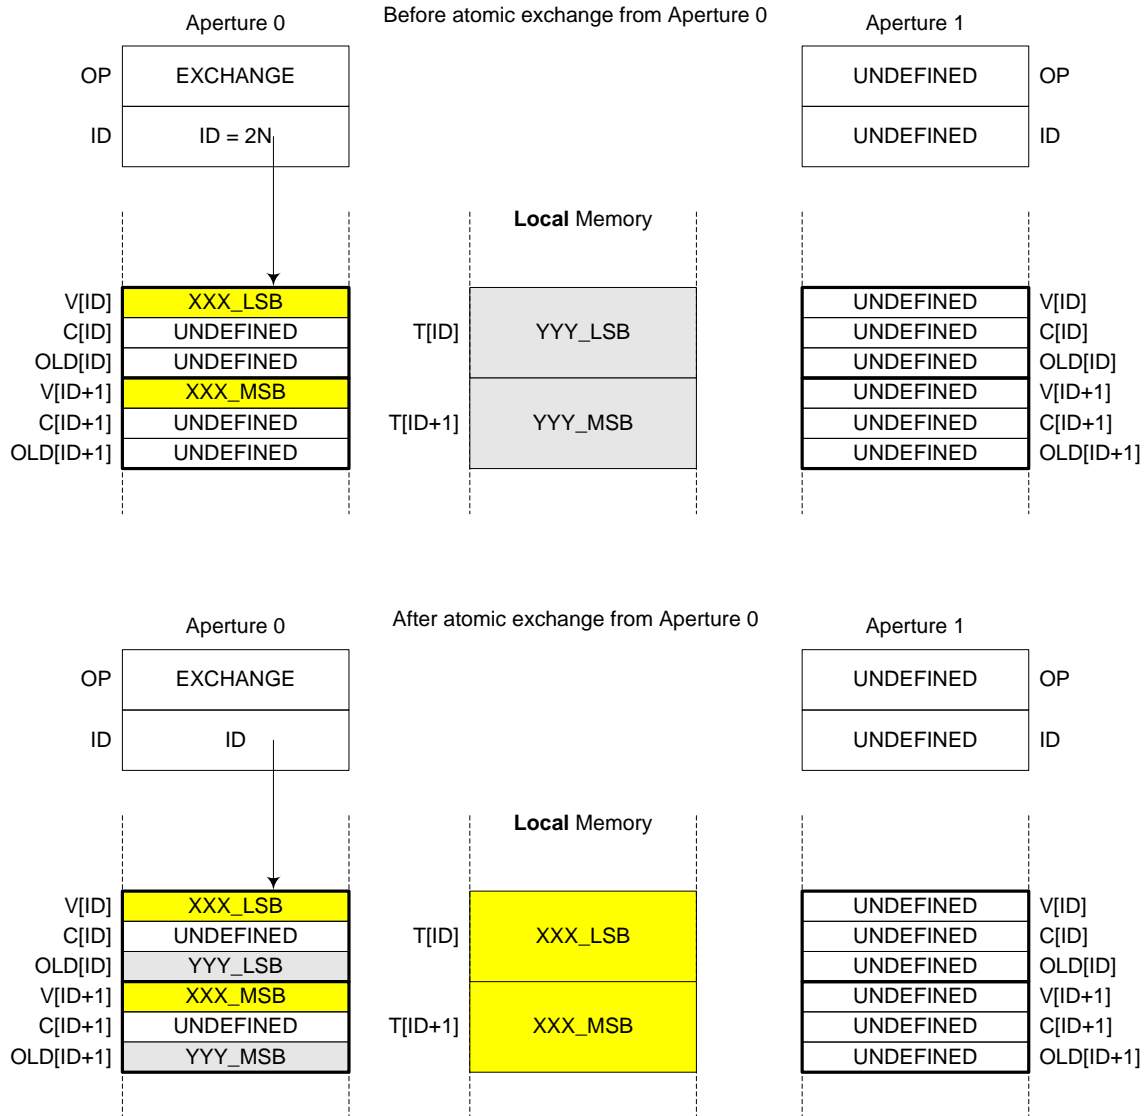 Before atomic exchange from Aperture 0
Aperture 0 Aperture 1
OP EXCHANGE UNDEFINED OP
ID ID = 2N UNDEFINED ID
Local Memory
V[ID] XXX_LSB UNDEFINED V[ID]
C[ID] UNDEFINED T[ID] YYY_LSB UNDEFINED C[ID]
OLD[ID] UNDEFINED UNDEFINED OLD[ID]
V[ID+1] XXX_MSB UNDEFINED V[ID+1]
C[ID+1] UNDEFINED T[ID+1] YYY_MSB UNDEFINED C[ID+1]
OLD[ID+1] UNDEFINED UNDEFINED OLD[ID+1]
After atomic exchange from Aperture 0
Aperture 0 Aperture 1
OP EXCHANGE UNDEFINED OP
ID ID UNDEFINED ID
Local Memory
V[ID] XXX_LSB UNDEFINED V[ID]
C[ID] UNDEFINED T[ID] XXX_LSB UNDEFINED C[ID]
OLD[ID] YYY_LSB UNDEFINED OLD[ID]
V[ID+1] XXX_MSB UNDEFINED V[ID+1]
C[ID+1] UNDEFINED T[ID+1] XXX_MSB UNDEFINED C[ID+1]
OLD[ID+1] YYY_MSB UNDEFINED OLD[ID+1]